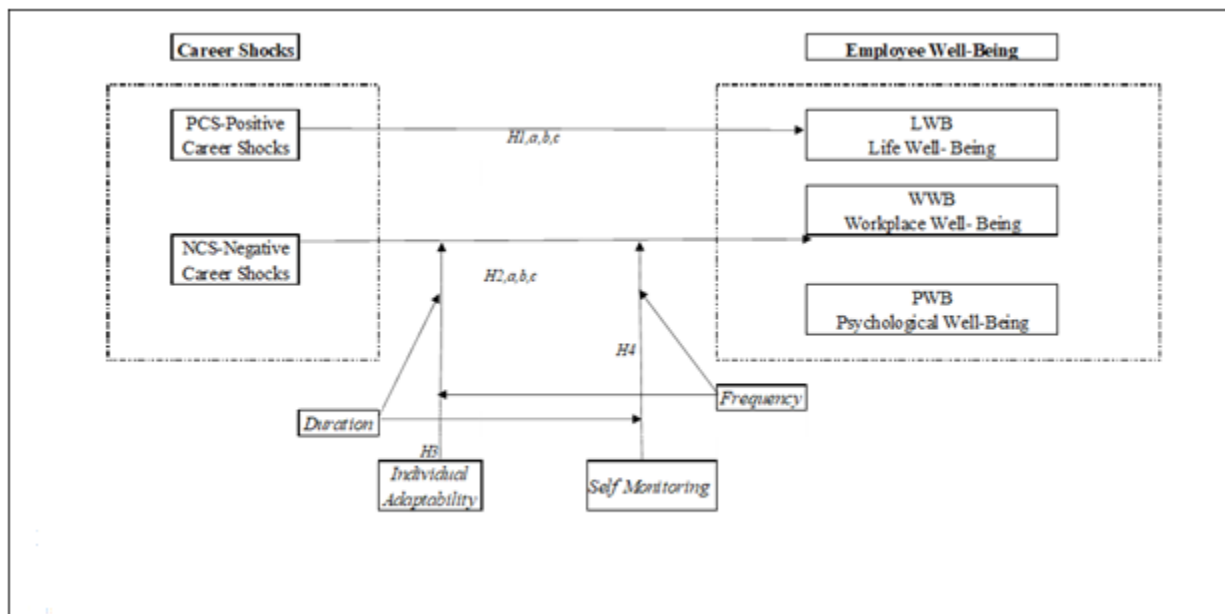 Career Shocks
Employee Well-Being
PCS-Positive
Career Shocks
H1,a,b,c
LWB
Life Well- Being
WWB
Workplace Well- Being
NCS-Negative
Career Shocks
H2,a,b,c
PWB
Psychological Well-Being
H4
Frequency
Duration
H3
Individual
Adaptability
Self Monitoring